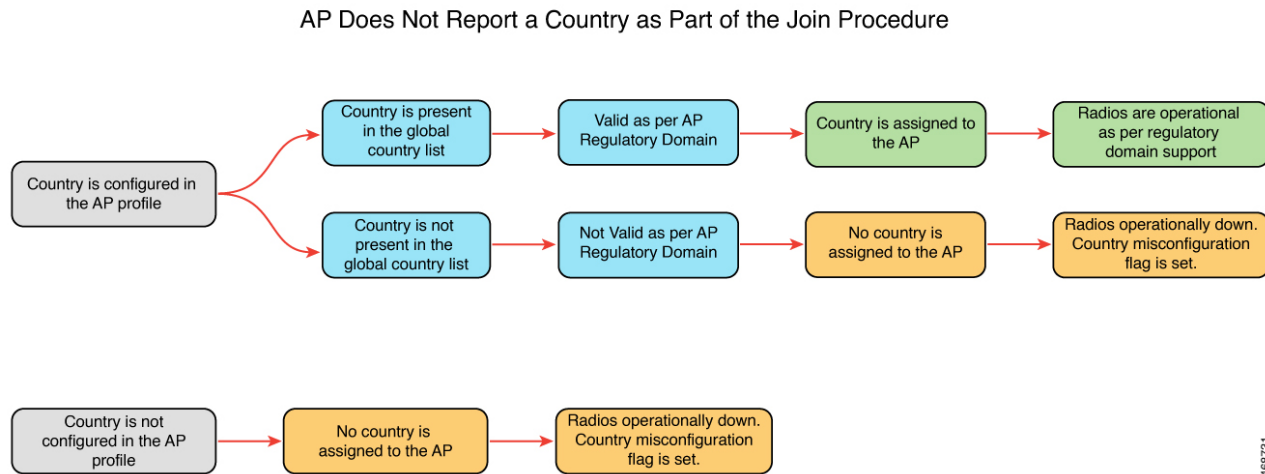 AP Does Not Report a Country as Part of the Join Procedure
Country is configured in
the AP profile
Country is present
in the global
country list
Valid as per AP
Regulatory Domain
Country is assigned to
the AP
Radios are operational
as per regulatory
domain support
Country is not
present in the
global country list
Not Valid as per AP
Regulatory Domain
No country is
assigned to the AP
Radios operationally down.
Country misconfiguration
flag is set.
Country is not
configured in the AP
profile
No country is
assigned to the AP
Radios operationally down.
Country misconfiguration
flag is set.